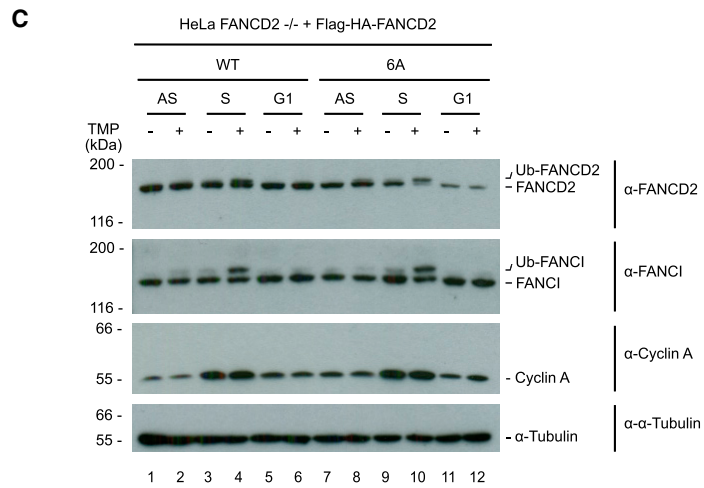 C
HeLa FANCD2 -/- + Flag-HA-FANCD2
WT 6A
AS S G1 AS S G1
TMP - + - + - + - + - + - +
(kDa)
200 -
Ub-FANCD2
- FANCD2
α-FANCD2
116 -
200 -
Ub-FANCI
- FANCI
α-FANCI
116 -
66 -
α-Cyclin A
55 - - Cyclin A
66 -
α-α-Tubulin
55 - - α-Tubulin
1 2 3 4 5 6 7 8 9 10 11 12